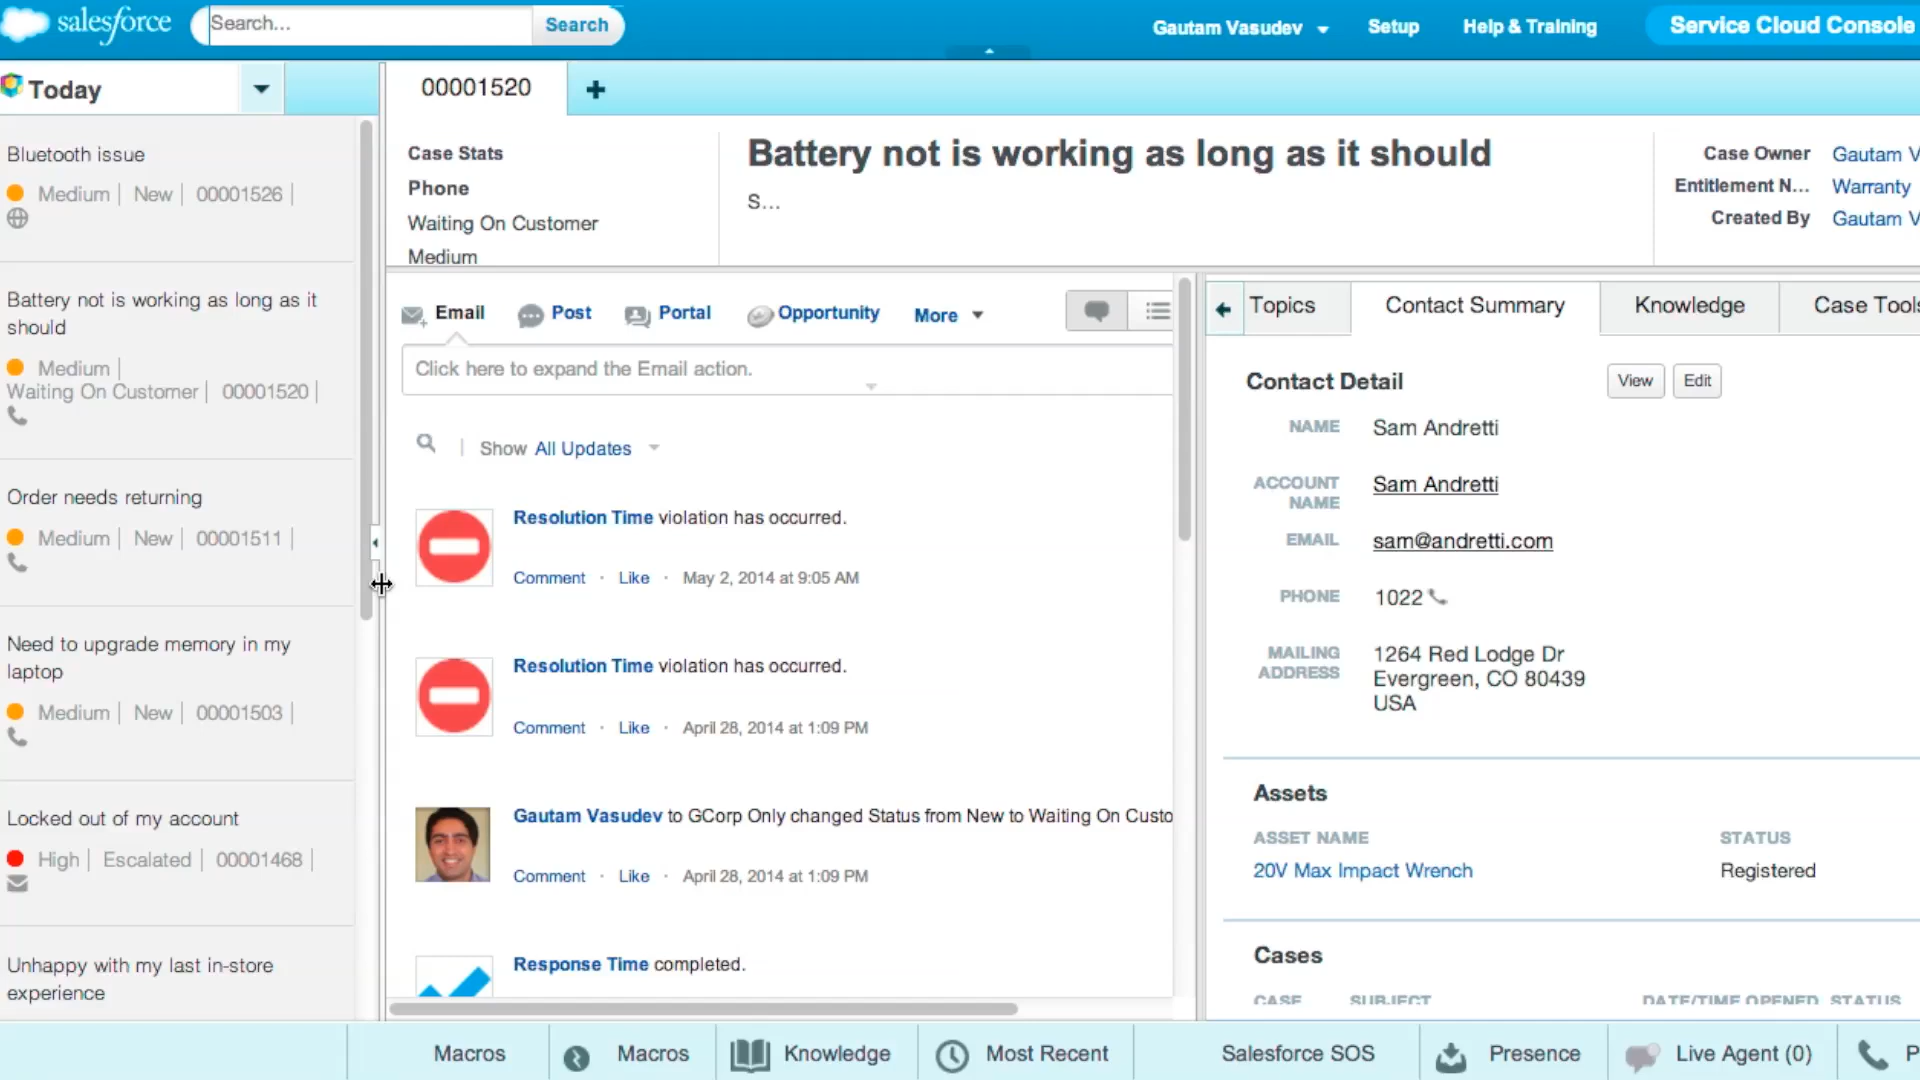 salesforce
Search...
Search
Gautam Vasudev
Setup
Help & Training
Service Cloud Console
Today
00001520
Bluetooth issue
Medium | New | 00001526 |
Battery not is working as long as it
should
Medium |
Waiting On Customer | 00001520 |
Order needs returning
Medium | New | 00001511 |
Need to upgrade memory in my
laptop
Medium | New | 00001503 |
Locked out of my account
High | Escalated | 00001468 |
Unhappy with my last in-store
experience
Case Stats
Phone
Waiting On Customer
Medium
Battery not is working as long as it should
S...
Case Owner Gautam V
Entitlement N... Warranty
Created By Gautam V
Email
Post
Portal
Opportunity
More
Click here to expand the Email action.
Show All Updates
Resolution Time violation has occurred.
Comment · Like · May 2, 2014 at 9:05 AM
Resolution Time violation has occurred.
Comment · Like · April 28, 2014 at 1:09 PM
Gautam Vasudev to GCorp Only changed Status from New to Waiting On Custo
Comment · Like · April 28, 2014 at 1:09 PM
Response Time completed.
Topics
Contact Summary
Knowledge
Case Tools
Contact Detail
View
Edit
NAME Sam Andretti
ACCOUNT NAME Sam Andretti
EMAIL sam@andretti.com
PHONE 1022
MAILING ADDRESS
1264 Red Lodge Dr
Evergreen, CO 80439
USA
Assets
ASSET NAME STATUS
20V Max Impact Wrench Registered
Cases
CASE SUBJECT DATE/TIME OPENED STATUS
Macros
Macros
Knowledge
Most Recent
Salesforce SOS
Presence
Live Agent (0)
P